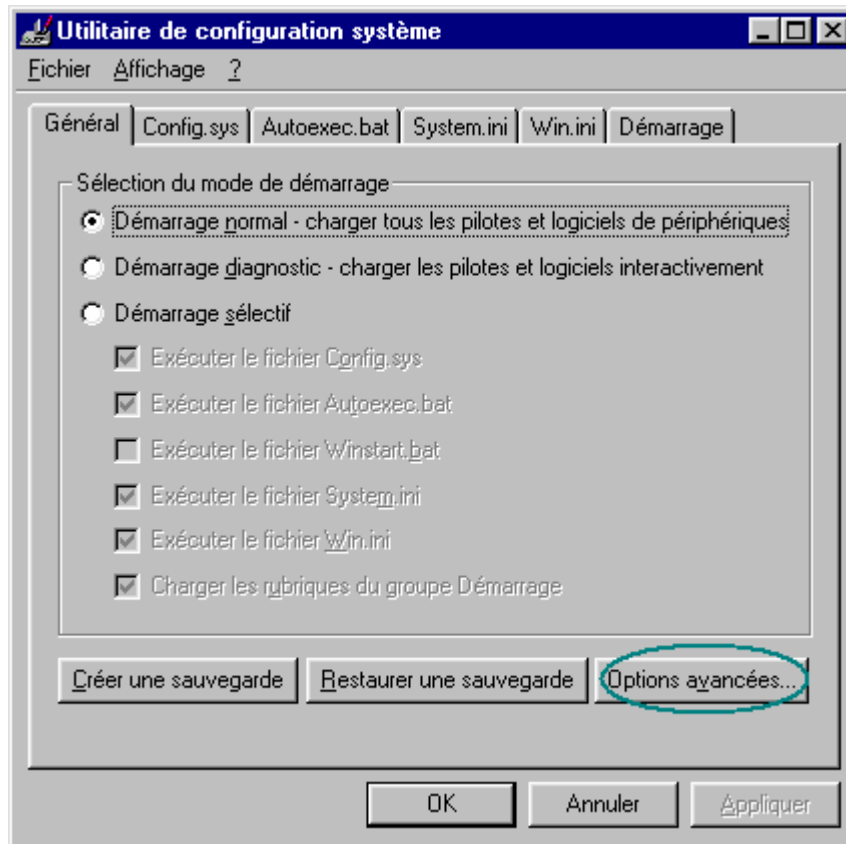 Utilitaire de configuration système
Fichier Affichage ?
Général Config.sys Autoexec.bat System.ini Win.ini Démarrage
Sélection du mode de démarrage
Démarrage normal - charger tous les pilotes et logiciels de périphériques
Démarrage diagnostic - charger les pilotes et logiciels interactivement
Démarrage sélectif
Exécuter le fichier Config.sys
Exécuter le fichier Autoexec.bat
Exécuter le fichier Winstart.bat
Exécuter le fichier System.ini
Exécuter le fichier Win.ini
Charger les rubriques du groupe Démarrage
Créer une sauvegarde Restaurer une sauvegarde Options avancées...
OK Annuler Appliquer